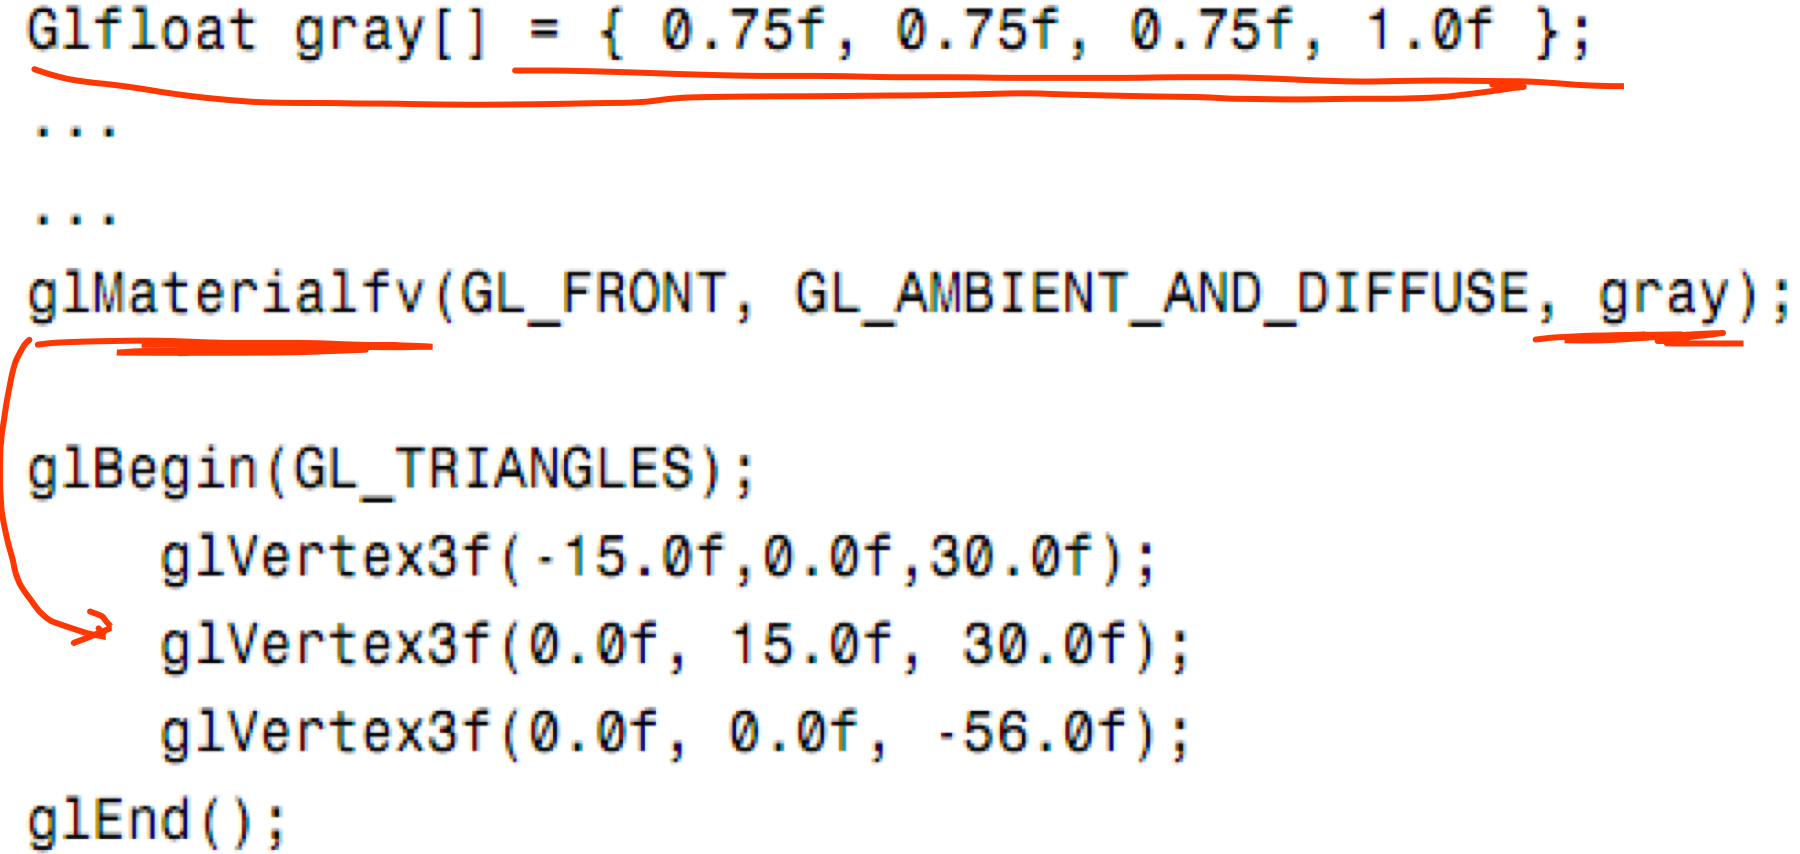 Glfloat gray[] = { 0.75f, 0.75f, 0.75f, 1.0f };
...
...
glMaterialfv(GL_FRONT, GL_AMBIENT_AND_DIFFUSE, gray);
glBegin(GL_TRIANGLES);
glVertex3f(-15.0f,0.0f,30.0f);
glVertex3f(0.0f, 15.0f, 30.0f);
glVertex3f(0.0f, 0.0f, -56.0f);
glEnd();